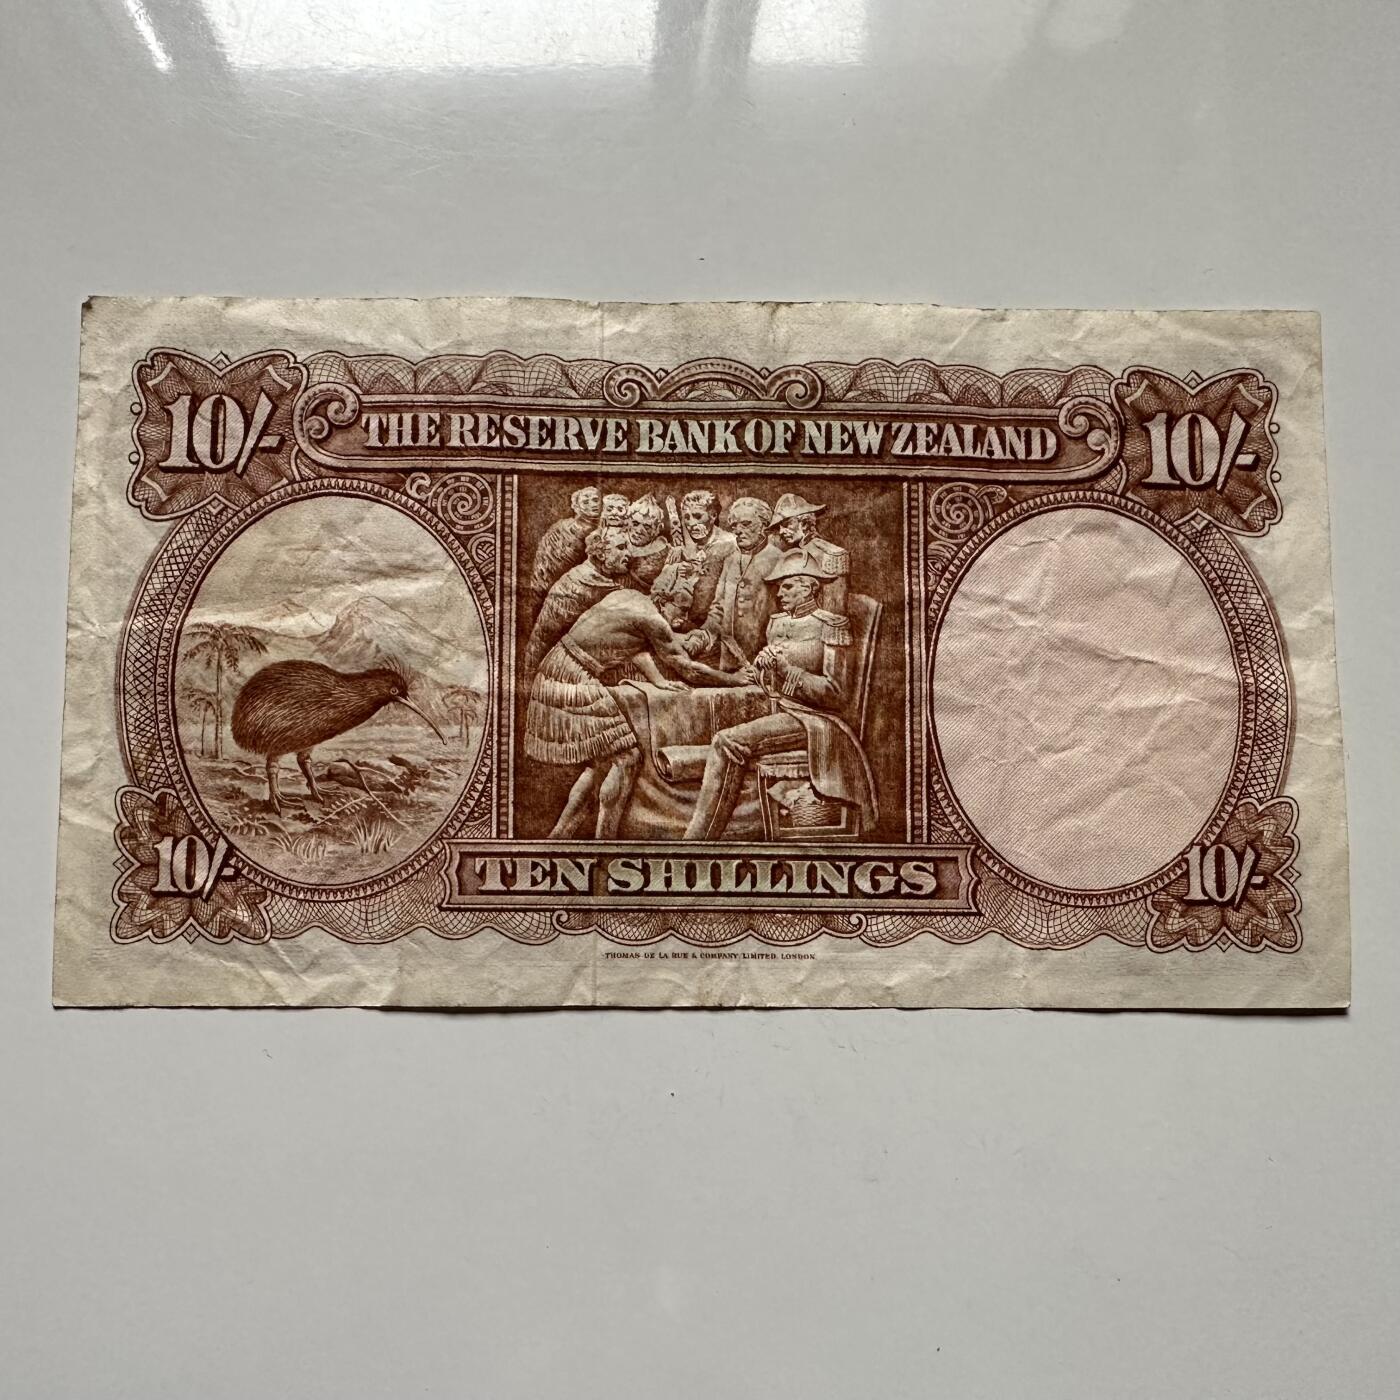 10/- 10/-
THE RESERVE BANK OF NEW ZEALAND
10/- 10/-
TEN SHILLINGS
THOMAS DE LA RUE & COMPANY LIMITED. LONDON